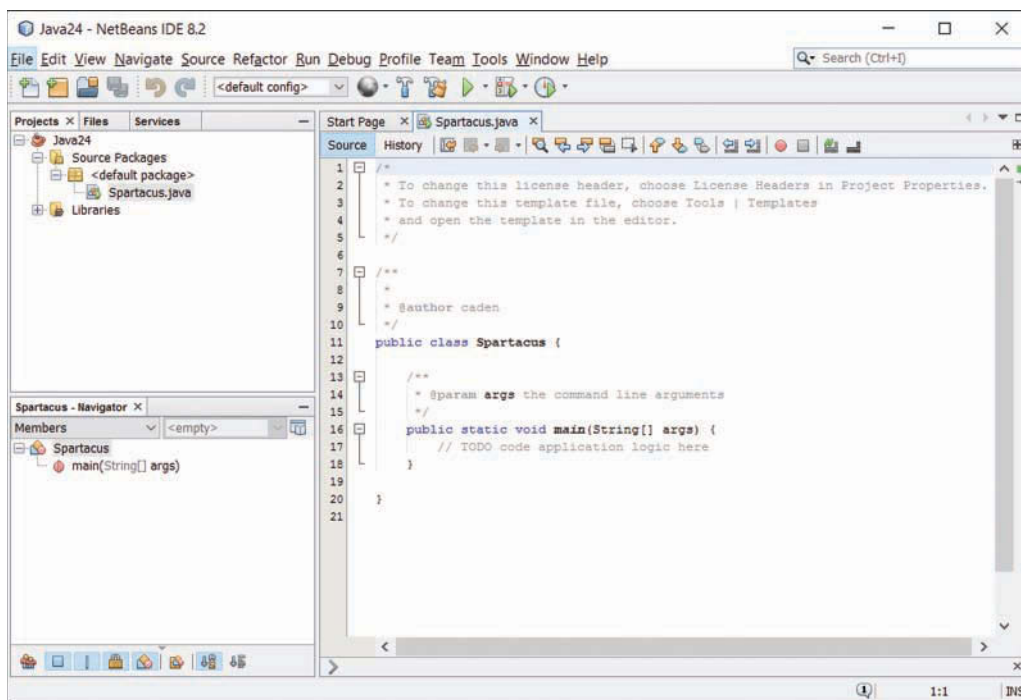 Java24 - NetBeans IDE 8.2
File Edit View Navigate Source Refactor Run Debug Profile Team Tools Window Help
Search (Ctrl+I)
<default config>
Projects Files Services
Java24
Source Packages
<default package>
Spartacus.java
Libraries
Spartacus - Navigator
Members <empty>
Spartacus
main(String[] args)
Start Page Spartacus.java
Source History
1 /*
2 * To change this license header, choose License Headers in Project Properties.
3 * To change this template file, choose Tools | Templates
4 * and open the template in the editor.
5 */
6
7 /**
8 *
9 * @author caden
10 */
11 public class Spartacus {
12
13 /**
14 * @param args the command line arguments
15 */
16 public static void main(String[] args) {
17 // TODO code application logic here
18 }
19
20 }
21
1 1:1 INS